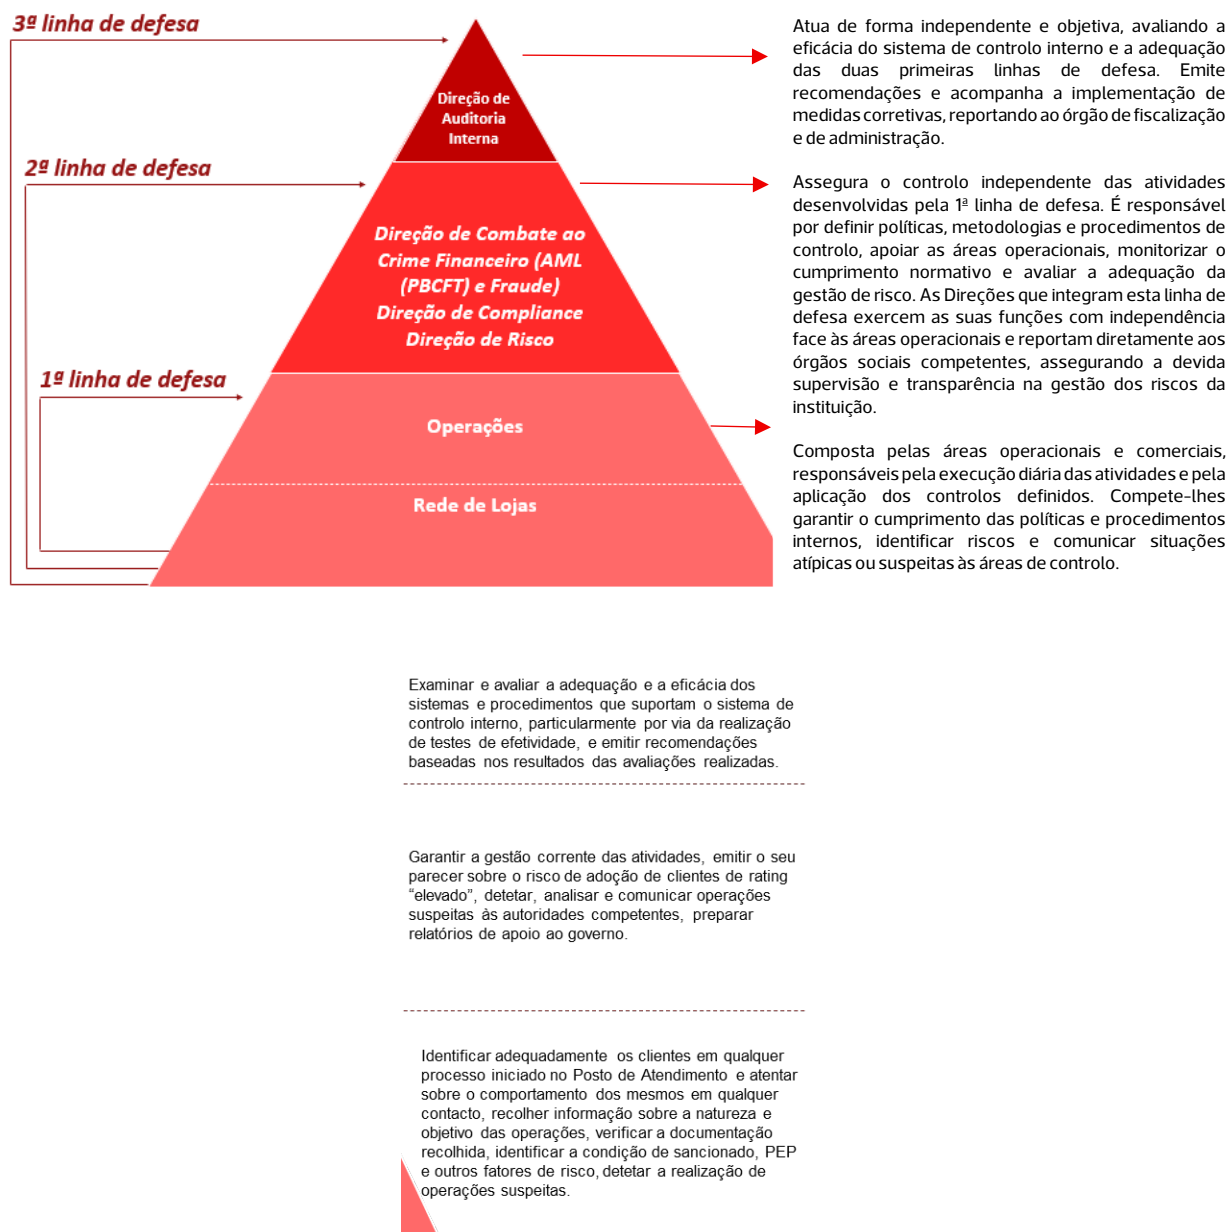 3ª linha de defesa
Direção de
Auditoria
Interna
2ª linha de defesa
Direção de Combate ao
Crime Financeiro (AML
(PBCFT) e Fraude)
Direção de Compliance
Direção de Risco
1ª linha de defesa
Operações
Rede de Lojas
Atua de forma independente e objetiva, avaliando a
eficácia do sistema de controlo interno e a adequação
das duas primeiras linhas de defesa. Emite
recomendações e acompanha a implementação de
medidas corretivas, reportando ao órgão de fiscalização
e de administração.
Assegura o controlo independente das atividades
desenvolvidas pela 1ª linha de defesa. É responsável
por definir políticas, metodologias e procedimentos de
controlo, apoiar as áreas operacionais, monitorizar o
cumprimento normativo e avaliar a adequação da
gestão de risco. As Direções que integram esta linha de
defesa exercem as suas funções com independência
face às áreas operacionais e reportam diretamente aos
órgãos sociais competentes, assegurando a devida
supervisão e transparência na gestão dos riscos da
instituição.
Composta pelas áreas operacionais e comerciais,
responsáveis pela execução diária das atividades e pela
aplicação dos controlos definidos. Compete-lhes
garantir o cumprimento das políticas e procedimentos
internos, identificar riscos e comunicar situações
atípicas ou suspeitas às áreas de controlo.
Examinar e avaliar a adequação e a eficácia dos
sistemas e procedimentos que suportam o sistema de
controlo interno, particularmente por via da realização
de testes de efetividade, e emitir recomendações
baseadas nos resultados das avaliações realizadas.
Garantir a gestão corrente das atividades, emitir o seu
parecer sobre o risco de adoção de clientes de rating
“elevado”, detetar, analisar e comunicar operações
suspeitas às autoridades competentes, preparar
relatórios de apoio ao governo.
Identificar adequadamente os clientes em qualquer
processo iniciado no Posto de Atendimento e atentar
sobre o comportamento dos mesmos em qualquer
contacto, recolher informação sobre a natureza e
objetivo das operações, verificar a documentação
recolhida, identificar a condição de sancionado, PEP
e outros fatores de risco, detetar a realização de
operações suspeitas.